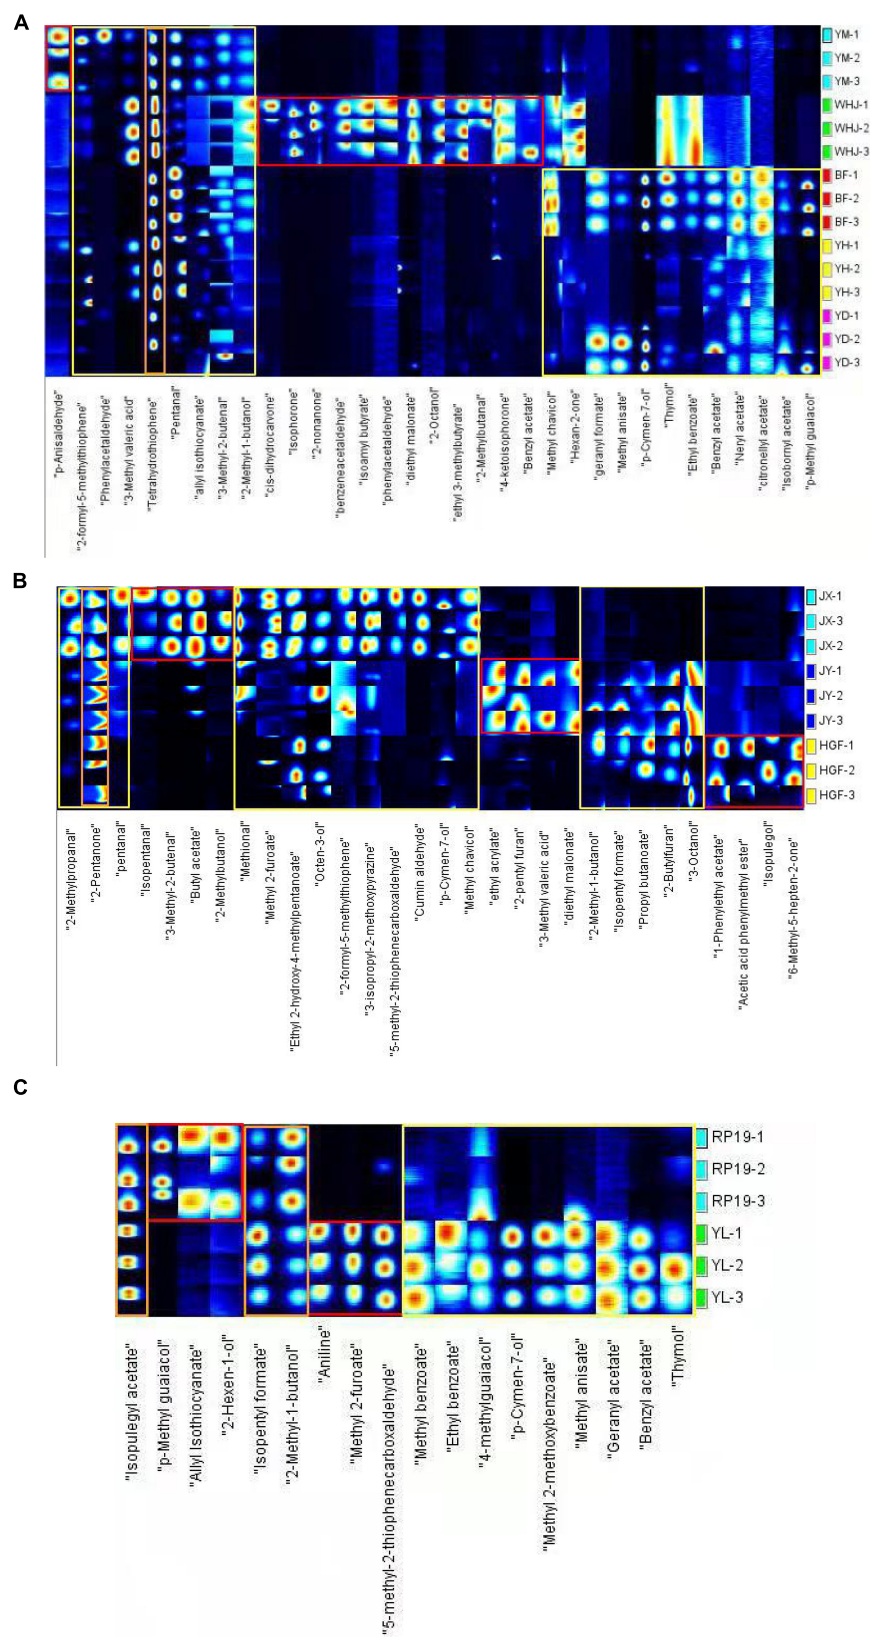 A
YM-1
YM-2
YM-3
WHJ-1
WHJ-2
WHJ-3
BF-1
BF-2
BF-3
YH-1
YH-2
YH-3
YD-1
YD-2
YD-3
"p-Anisaldehyde"
"2-formyl-5-methylthiophene"
"Phenylacetaldehyde"
"3-Methyl valeric acid"
"Tetrahydrothiophene"
"Pentanal"
"allyl isothiocyanate"
"3-Methyl-2-butenal"
"2-Methyl-1-butanol"
"cis-dihydrocarvone"
"Isophorone"
"2-nonanone"
"benzeneacetaldehyde"
"isoamyl butyrate"
"phenylacetaldehyde"
"diethyl malonate"
"2-Octanol"
"ethyl 3-methylbutyrate"
"2-Methylbutanal"
"4-ketoisophorone"
"Benzyl acetate"
"Methyl chavicol"
"Hexan-2-one"
"geranyl formate"
"Methyl anisate"
"p-Cymen-7-ol"
"Thymol"
"Ethyl benzoate"
"Benzyl acetate"
"Neryl acetate"
"citronellyl acetate"
"Isobornyl acetate"
"p-Methyl guaiacol"
B
JX-1
JX-3
JX-2
JY-1
JY-2
JY-3
HGF-1
HGF-2
HGF-3
"2-Methylpropanal"
"2-Pentanone"
"pentanal"
"Isopentanal"
"3-Methyl-2-butenal"
"Butyl acetate"
"2-Methylbutanol"
"Methional"
"Methyl 2-furoate"
"Ethyl 2-hydroxy-4-methylpentanoate"
"Octen-3-ol"
"2-formyl-5-methylthiophene"
"3-isopropyl-2-methoxypyrazine"
"5-methyl-2-thiophenecarboxaldehyde"
"Cumin aldehyde"
"p-Cymen-7-ol"
"Methyl chavicol"
"ethyl acrylate"
"2-pentyl furan"
"3-Methyl valeric acid"
"diethyl malonate"
"2-Methyl-1-butanol"
"Isopentyl formate"
"Propyl butanoate"
"2-Butylfuran"
"3-Octanol"
"1-Phenylethyl acetate"
"Acetic acid phenylmethyl ester"
"Isopulegol"
"6-Methyl-5-hepten-2-one"
C
RP19-1
RP19-2
RP19-3
YL-1
YL-2
YL-3
"Isopulegyl acetate"
"p-Methyl guaiacol"
"Allyl Isothiocyanate"
"2-Hexen-1-ol"
"Isopentyl formate"
"2-Methyl-1-butanol"
"Aniline"
"Methyl 2-furoate"
"5-methyl-2-thiophenecarboxaldehyde"
"Methyl benzoate"
"Ethyl benzoate"
"4-methylguaiacol"
"p-Cymen-7-ol"
"Methyl 2-methoxybenzoate"
"Methyl anisate"
"Geranyl acetate"
"Benzyl acetate"
"Thymol"